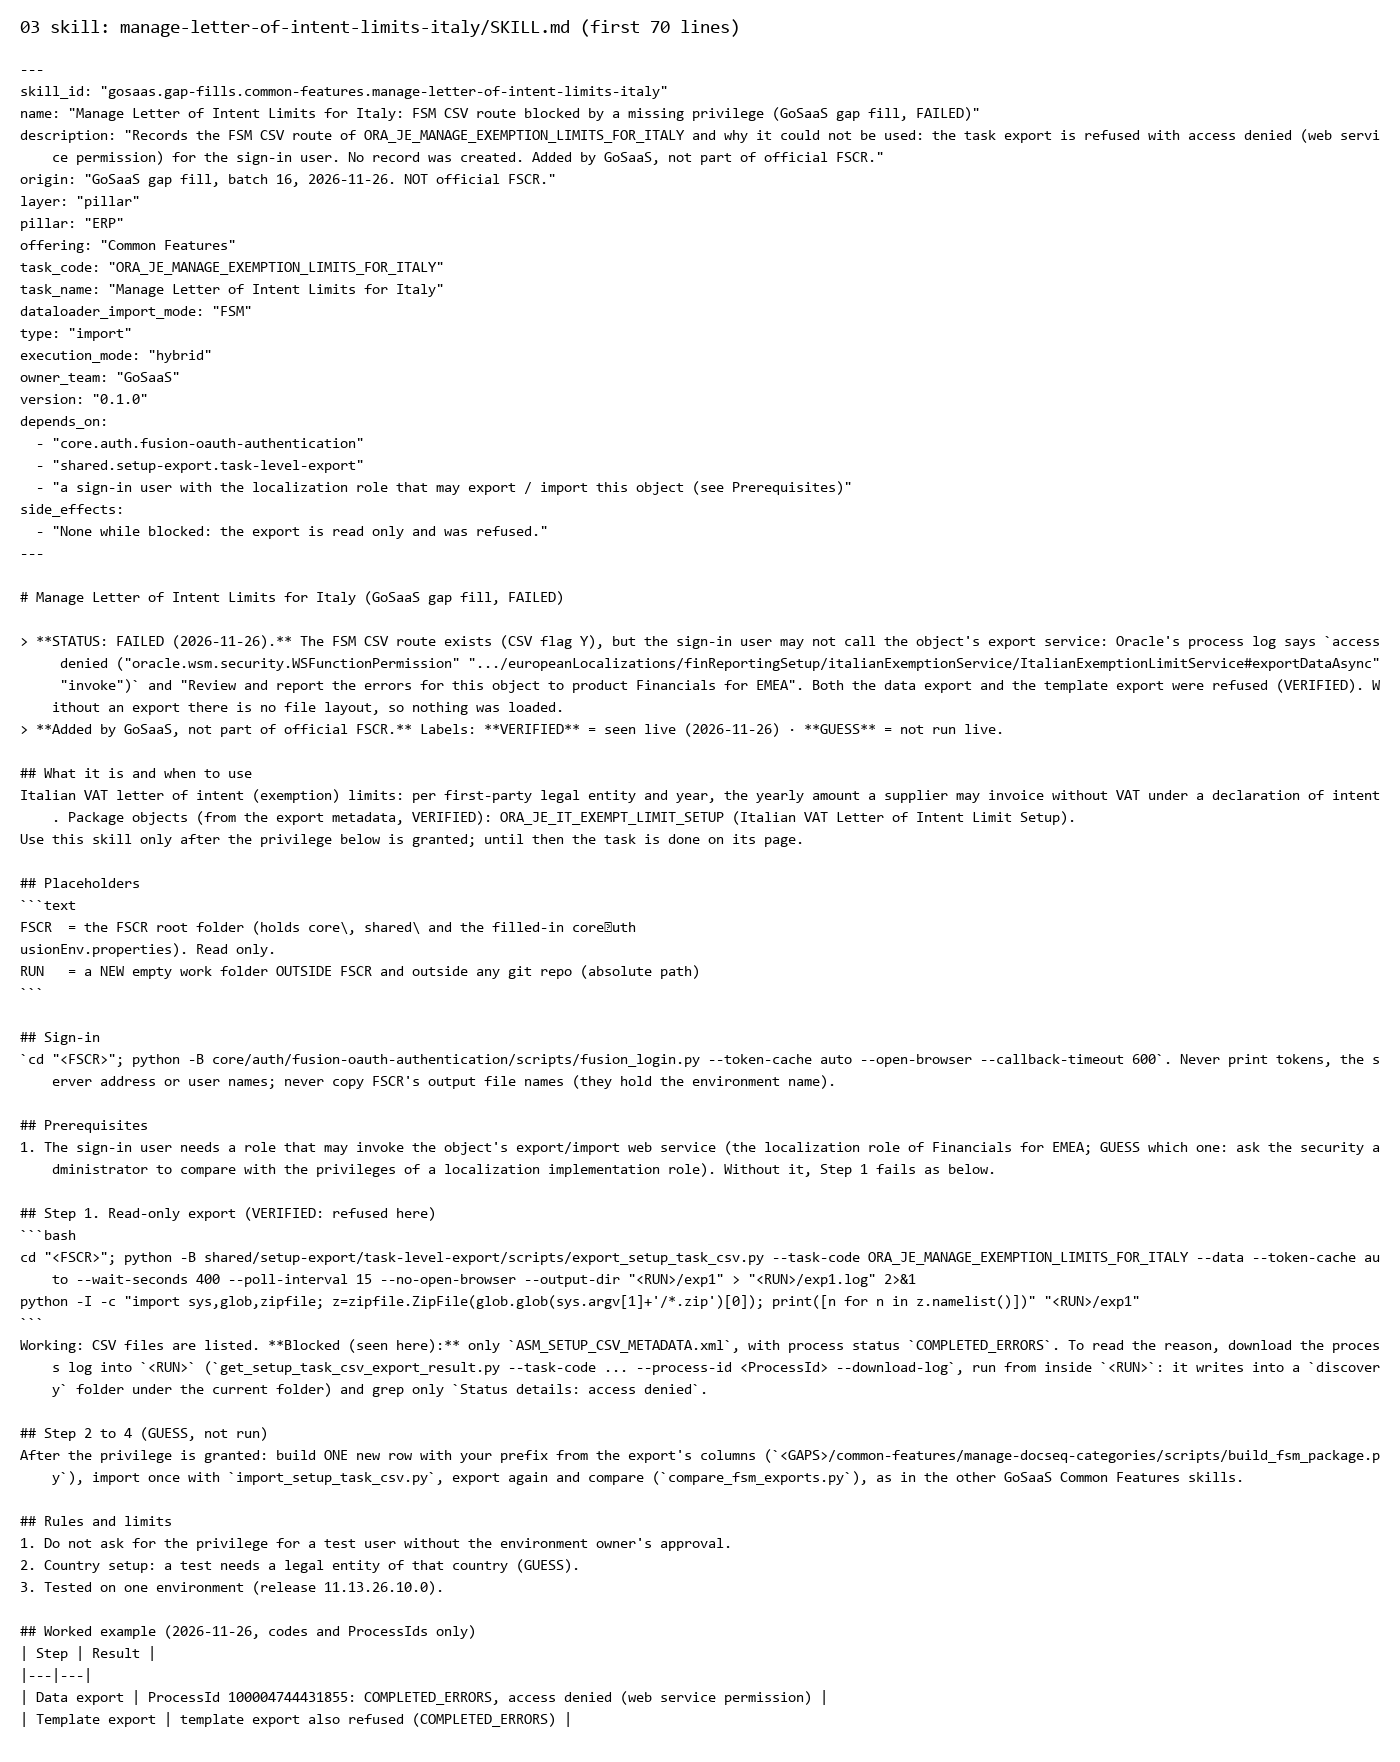 03 skill: manage-letter-of-intent-limits-italy/SKILL.md (first 70 lines)
---
skill_id: "gosaas.gap-fills.common-features.manage-letter-of-intent-limits-italy"
name: "Manage Letter of Intent Limits for Italy: FSM CSV route blocked by a missing privilege (GoSaaS gap fill, FAILED)"
description: "Records the FSM CSV route of ORA_JE_MANAGE_EXEMPTION_LIMITS_FOR_ITALY and why it could not be used: the task export is refused with access denied (web servi
ce permission) for the sign-in user. No record was created. Added by GoSaaS, not part of official FSCR."
origin: "GoSaaS gap fill, batch 16, 2026-11-26. NOT official FSCR."
layer: "pillar"
pillar: "ERP"
offering: "Common Features"
task_code: "ORA_JE_MANAGE_EXEMPTION_LIMITS_FOR_ITALY"
task_name: "Manage Letter of Intent Limits for Italy"
dataloader_import_mode: "FSM"
type: "import"
execution_mode: "hybrid"
owner_team: "GoSaaS"
version: "0.1.0"
depends_on:
  - "core.auth.fusion-oauth-authentication"
  - "shared.setup-export.task-level-export"
  - "a sign-in user with the localization role that may export / import this object (see Prerequisites)"
side_effects:
  - "None while blocked: the export is read only and was refused."
---
# Manage Letter of Intent Limits for Italy (GoSaaS gap fill, FAILED)
> **STATUS: FAILED (2026-11-26).** The FSM CSV route exists (CSV flag Y), but the sign-in user may not call the object's export service: Oracle's process log says `access
denied ("oracle.wsm.security.WSFunctionPermission" ".../europeanLocalizations/finReportingSetup/italianExemptionService/ItalianExemptionLimitService#exportDataAsync"
"invoke")` and "Review and report the errors for this object to product Financials for EMEA". Both the data export and the template export were refused (VERIFIED). W
ithout an export there is no file layout, so nothing was loaded.
> **Added by GoSaaS, not part of official FSCR.** Labels: **VERIFIED** = seen live (2026-11-26) · **GUESS** = not run live.
## What it is and when to use
Italian VAT letter of intent (exemption) limits: per first-party legal entity and year, the yearly amount a supplier may invoice without VAT under a declaration of intent
. Package objects (from the export metadata, VERIFIED): ORA_JE_IT_EXEMPT_LIMIT_SETUP (Italian VAT Letter of Intent Limit Setup).
Use this skill only after the privilege below is granted; until then the task is done on its page.
## Placeholders
```text
FSCR  = the FSCR root folder (holds core\, shared\ and the filled-in core uth
usionEnv.properties). Read only.
RUN   = a NEW empty work folder OUTSIDE FSCR and outside any git repo (absolute path)
```
## Sign-in
`cd "<FSCR>"; python -B core/auth/fusion-oauth-authentication/scripts/fusion_login.py --token-cache auto --open-browser --callback-timeout 600`. Never print tokens, the s
erver address or user names; never copy FSCR's output file names (they hold the environment name).
## Prerequisites
1. The sign-in user needs a role that may invoke the object's export/import web service (the localization role of Financials for EMEA; GUESS which one: ask the security a
dministrator to compare with the privileges of a localization implementation role). Without it, Step 1 fails as below.
## Step 1. Read-only export (VERIFIED: refused here)
```bash
cd "<FSCR>"; python -B shared/setup-export/task-level-export/scripts/export_setup_task_csv.py --task-code ORA_JE_MANAGE_EXEMPTION_LIMITS_FOR_ITALY --data --token-cache au
to --wait-seconds 400 --poll-interval 15 --no-open-browser --output-dir "<RUN>/exp1" > "<RUN>/exp1.log" 2>&1
python -I -c "import sys,glob,zipfile; z=zipfile.ZipFile(glob.glob(sys.argv[1]+'/*.zip')[0]); print([n for n in z.namelist()])" "<RUN>/exp1"
```
Working: CSV files are listed. **Blocked (seen here):** only `ASM_SETUP_CSV_METADATA.xml`, with process status `COMPLETED_ERRORS`. To read the reason, download the proces
s log into `<RUN>` (`get_setup_task_csv_export_result.py --task-code ... --process-id <ProcessId> --download-log`, run from inside `<RUN>`: it writes into a `discover
y` folder under the current folder) and grep only `Status details: access denied`.
## Step 2 to 4 (GUESS, not run)
After the privilege is granted: build ONE new row with your prefix from the export's columns (`<GAPS>/common-features/manage-docseq-categories/scripts/build_fsm_package.p
y`), import once with `import_setup_task_csv.py`, export again and compare (`compare_fsm_exports.py`), as in the other GoSaaS Common Features skills.
## Rules and limits
1. Do not ask for the privilege for a test user without the environment owner's approval.
2. Country setup: a test needs a legal entity of that country (GUESS).
3. Tested on one environment (release 11.13.26.10.0).
## Worked example (2026-11-26, codes and ProcessIds only)
| Step | Result |
|---|---|
| Data export | ProcessId 100004744431855: COMPLETED_ERRORS, access denied (web service permission) |
| Template export | template export also refused (COMPLETED_ERRORS) |